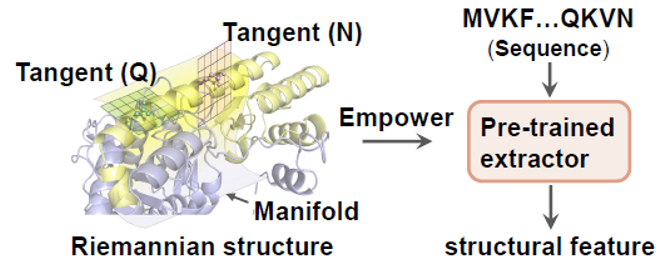 Tangent (N)
Tangent (Q)
Manifold
Riemannian structure
Empower
MVKF...QKVN
(Sequence)
Pre-trained
extractor
structural feature